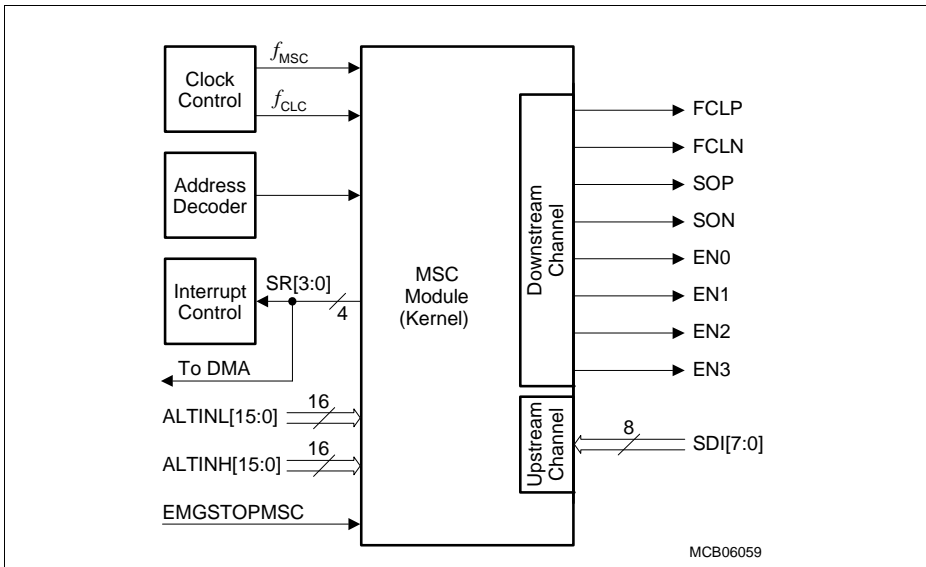 Clock
Control
fMSC
fCLC
Address
Decoder
Interrupt
Control
SR[3:0]
4
To DMA
ALTINL[15:0]
16
ALTINH[15:0]
16
EMGSTOPMSC
MSC
Module
(Kernel)
Downstream
Channel
Upstream
Channel
FCLP
FCLN
SOP
SON
EN0
EN1
EN2
EN3
8
SDI[7:0]
MCB06059